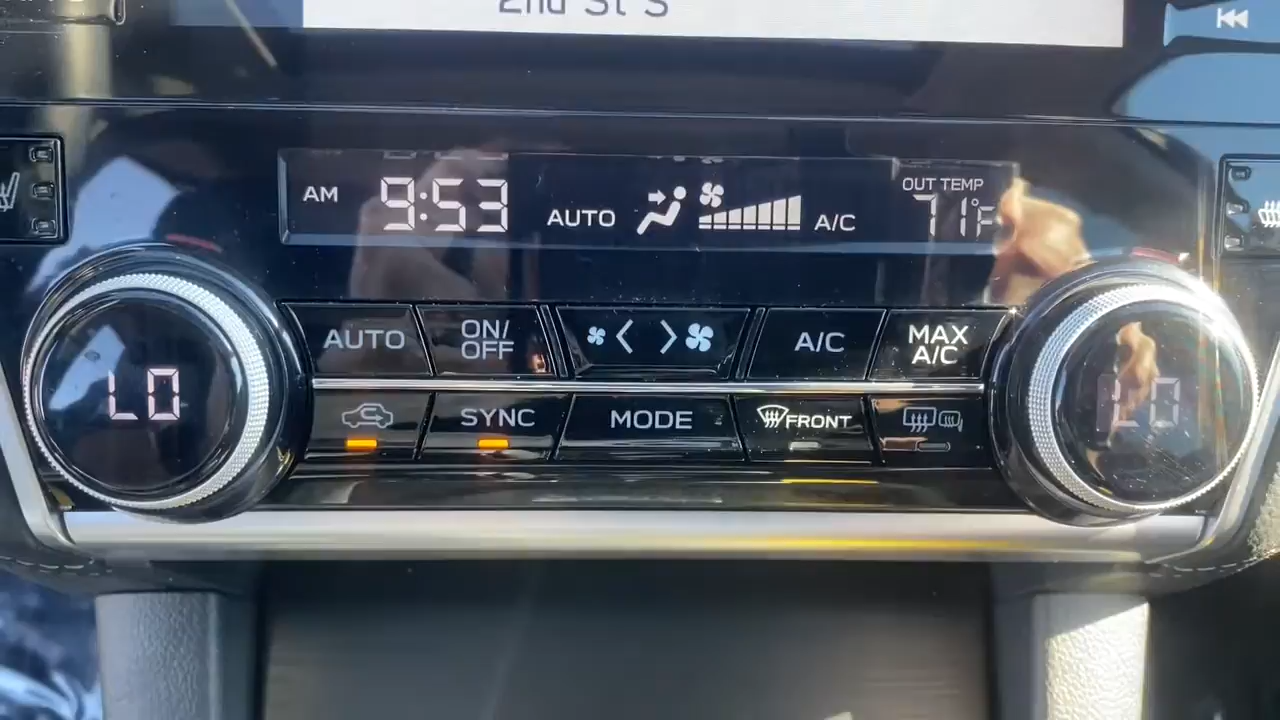 2nd St S
AM 9:53 AUTO A/C OUT TEMP 71°F
AUTO ON/OFF A/C MAX A/C
LO LO
SYNC MODE FRONT